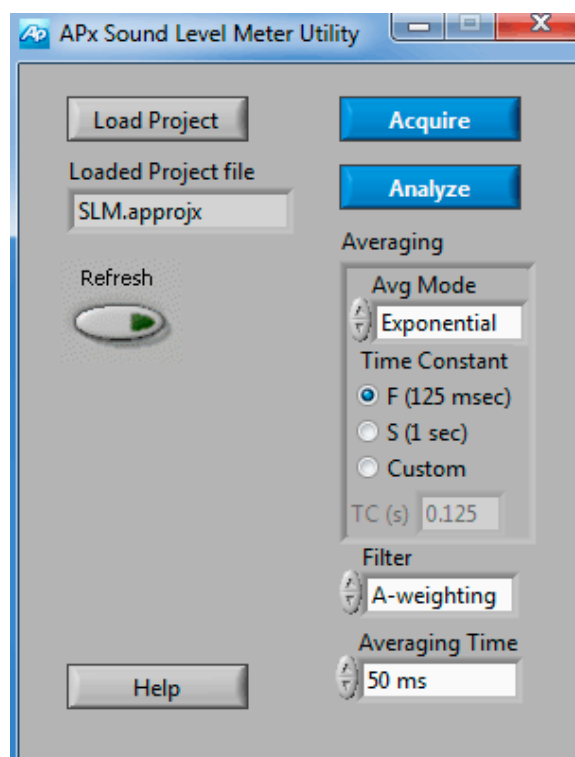 Ap APx Sound Level Meter Utility
Load Project
Acquire
Loaded Project file
SLM.approjx
Analyze
Refresh
Averaging
Avg Mode
Exponential
Time Constant
F (125 msec)
S (1 sec)
Custom
TC (s) 0.125
Filter
A-weighting
Averaging Time
50 ms
Help